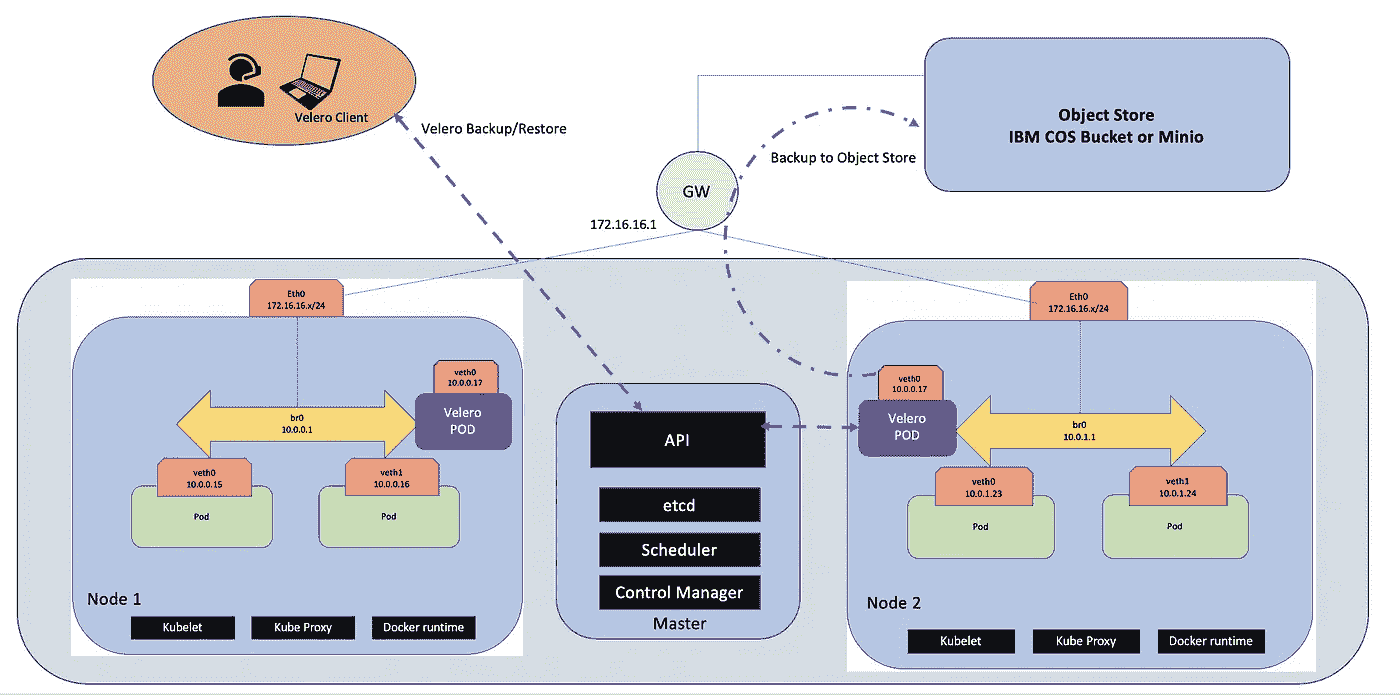 Velero Client
Velero Backup/Restore
Object Store
IBM COS Bucket or Minio
Backup to Object Store
GW
172.16.16.1
Eth0
172.16.16.x/24
veth0
10.0.0.17
Velero
POD
br0
10.0.0.1
veth0
10.0.0.15
Pod
veth1
10.0.0.16
Pod
Node 1
Kubelet
Kube Proxy
Docker runtime
API
etcd
Scheduler
Control Manager
Master
Eth0
172.16.16.x/24
veth0
10.0.0.17
Velero
POD
br0
10.0.1.1
veth0
10.0.1.23
Pod
veth1
10.0.1.24
Pod
Node 2
Kubelet
Kube Proxy
Docker runtime